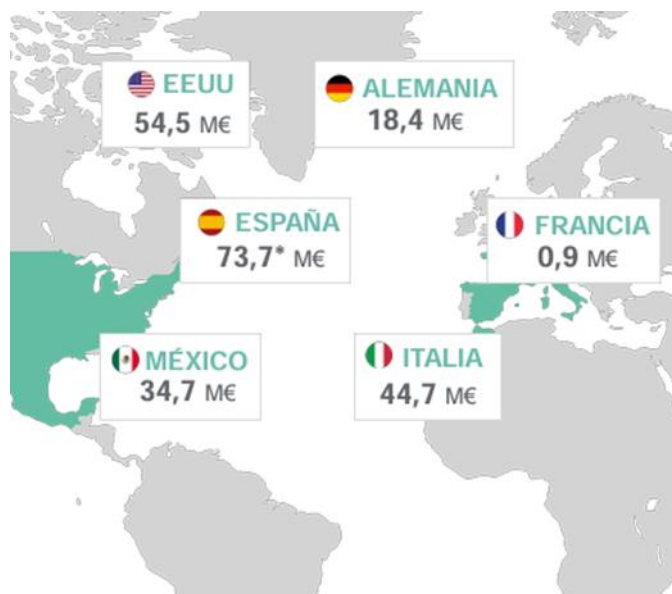 EEUU
54,5 M€
ALEMANIA
18,4 M€
ESPAÑA
73,7* M€
FRANCIA
0,9 M€
MÉXICO
34,7 M€
ITALIA
44,7 M€